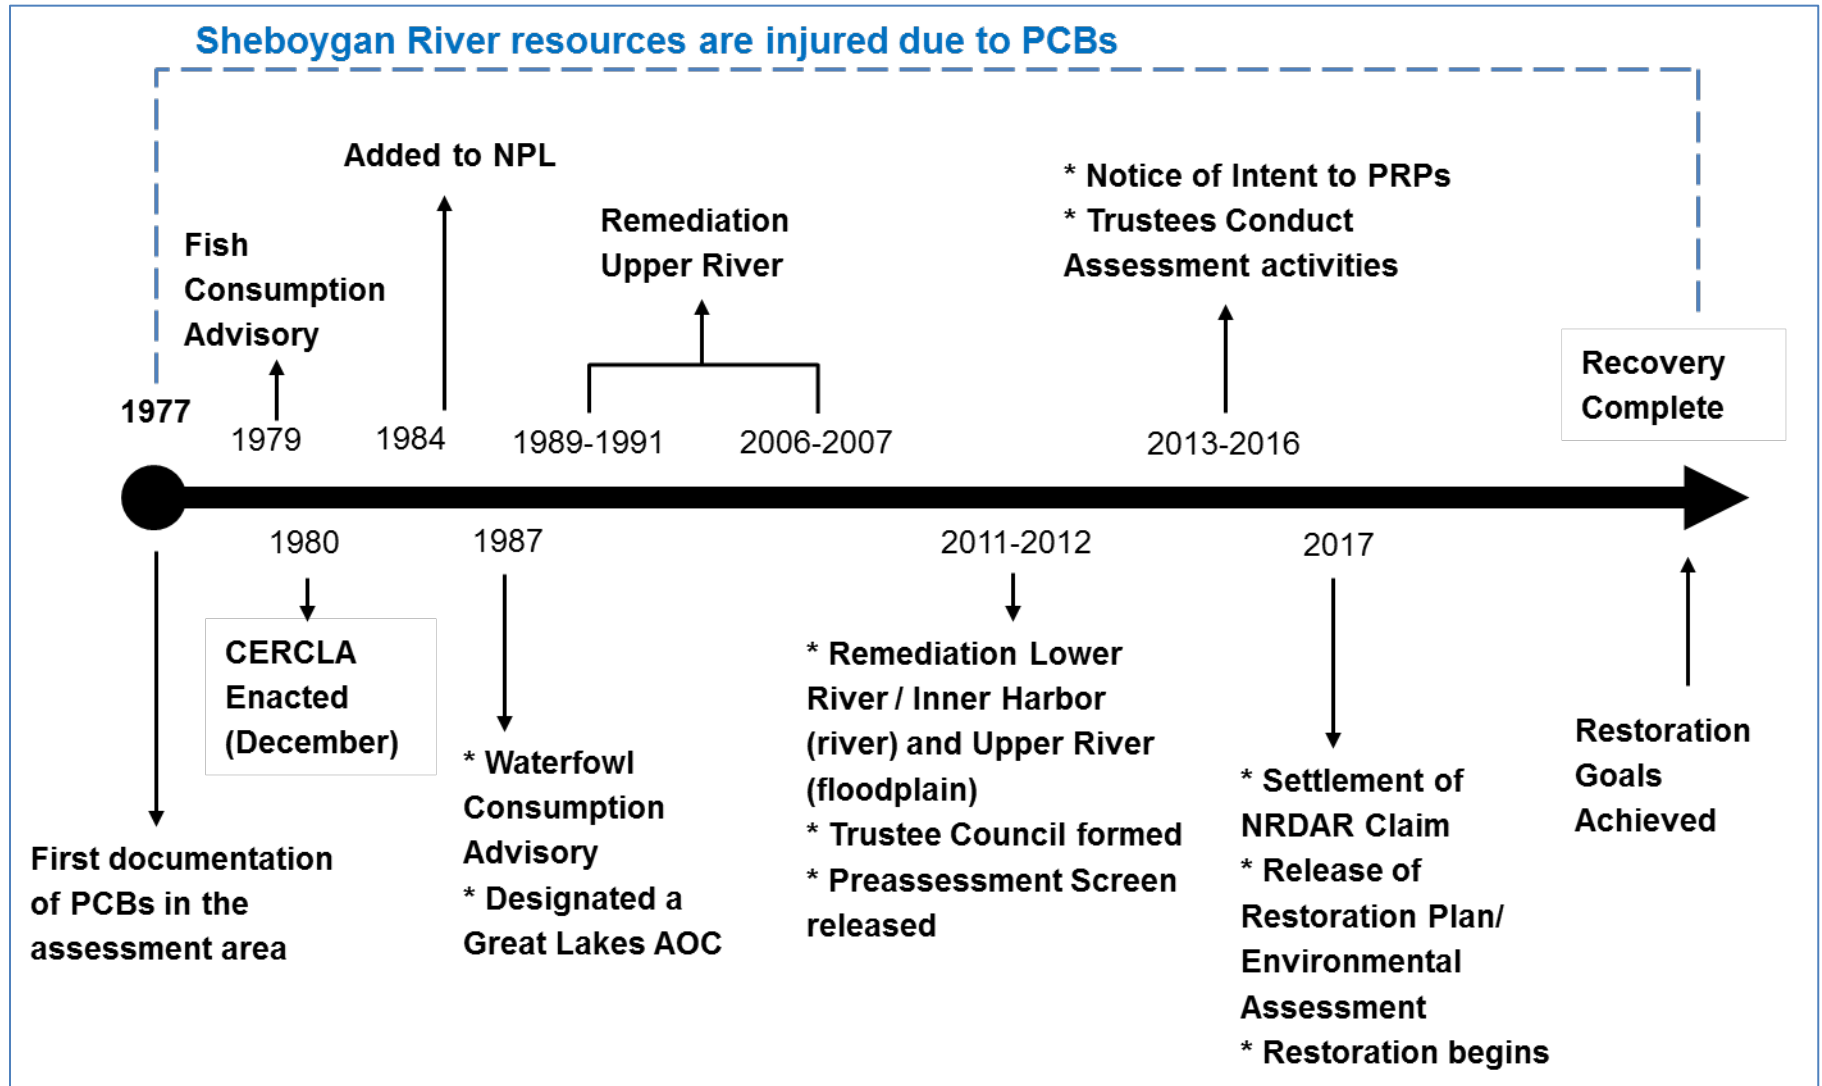 Sheboygan River resources are injured due to PCBs
Added to NPL
Fish
Consumption
Advisory
Remediation
Upper River
* Notice of Intent to PRPs
* Trustees Conduct
Assessment activities
Recovery
Complete
1977
1979
1984
1989-1991
2006-2007
2013-2016
1980
1987
2011-2012
2017
First documentation
of PCBs in the
assessment area
CERCLA
Enacted
(December)
* Waterfowl
Consumption
Advisory
* Designated a
Great Lakes AOC
* Remediation Lower
River / Inner Harbor
(river) and Upper River
(floodplain)
* Trustee Council formed
* Preassessment Screen
released
* Settlement of
NRDAR Claim
* Release of
Restoration Plan/
Environmental
Assessment
* Restoration begins
Restoration
Goals
Achieved